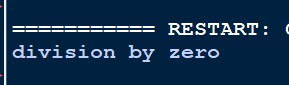 =========== RESTART:
division by zero